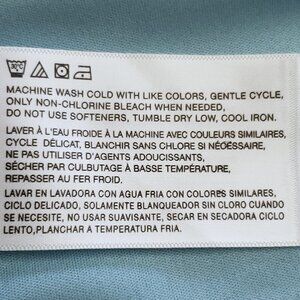 MACHINE WASH COLD WITH LIKE COLORS, GENTLE CYCLE,
ONLY NON-CHLORINE BLEACH WHEN NEEDED,
DO NOT USE SOFTENERS, TUMBLE DRY LOW, COOL IRON.
LAVER À L'EAU FROIDE À LA MACHINE AVEC COULEURS SIMILAIRES,
CYCLE DÉLICAT, BLANCHIR SANS CHLORE SI NÉCESSAIRE,
NE PAS UTILISER D'AGENTS ADOUCISSANTS,
SÉCHER PAR CULBUTAGE À BASSE TEMPÉRATURE,
REPASSER AU FER FROID.
LAVAR EN LAVADORA CON AGUA FRIA CON COLORES SIMILARES,
CICLO DELICADO, SOLAMENTE BLANQUEADOR SIN CLORO CUANDO
SE NECESITE, NO USAR SUAVISANTE, SECAR EN SECADORA CICLO
LENTO,PLANCHAR A TEMPERATURA FRIA.